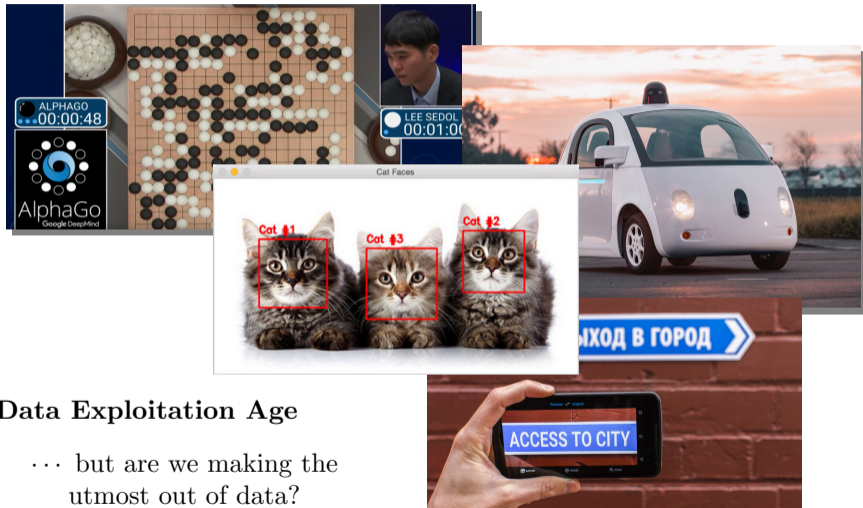 ALPHAGO
00:00:48
LEE SEDOL
00:01:00
AlphaGo
Google DeepMind
Cat Faces
Cat #1
Cat #3
Cat #2
ЫХОД В ГОРОД
ACCESS TO CITY
Data Exploitation Age
··· but are we making the
utmost out of data?